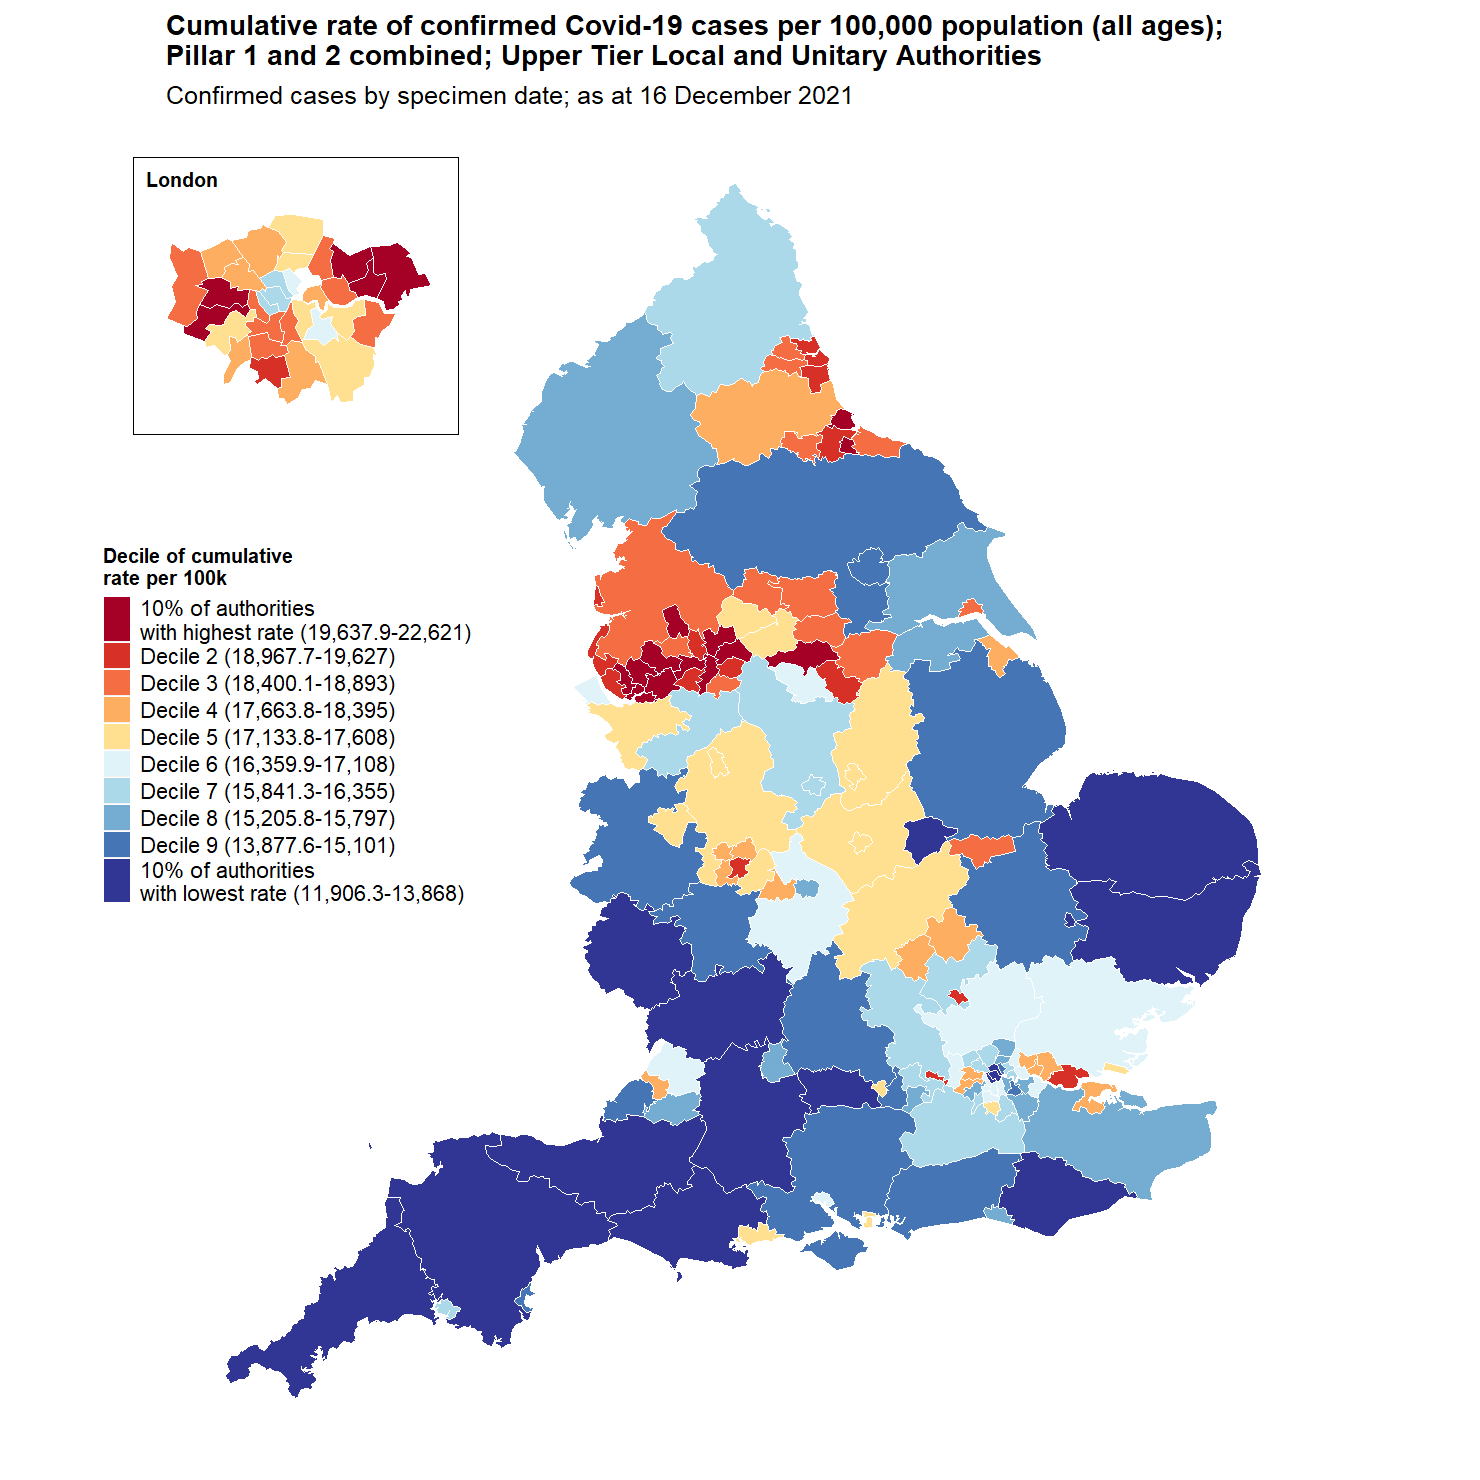 Cumulative rate of confirmed Covid-19 cases per 100,000 population (all ages);
Pillar 1 and 2 combined; Upper Tier Local and Unitary Authorities
Confirmed cases by specimen date; as at 16 December 2021
London
Decile of cumulative
rate per 100k
10% of authorities
with highest rate (19,637.9-22,621)
Decile 2 (18,967.7-19,627)
Decile 3 (18,400.1-18,893)
Decile 4 (17,663.8-18,395)
Decile 5 (17,133.8-17,608)
Decile 6 (16,359.9-17,108)
Decile 7 (15,841.3-16,355)
Decile 8 (15,205.8-15,797)
Decile 9 (13,877.6-15,101)
10% of authorities
with lowest rate (11,906.3-13,868)